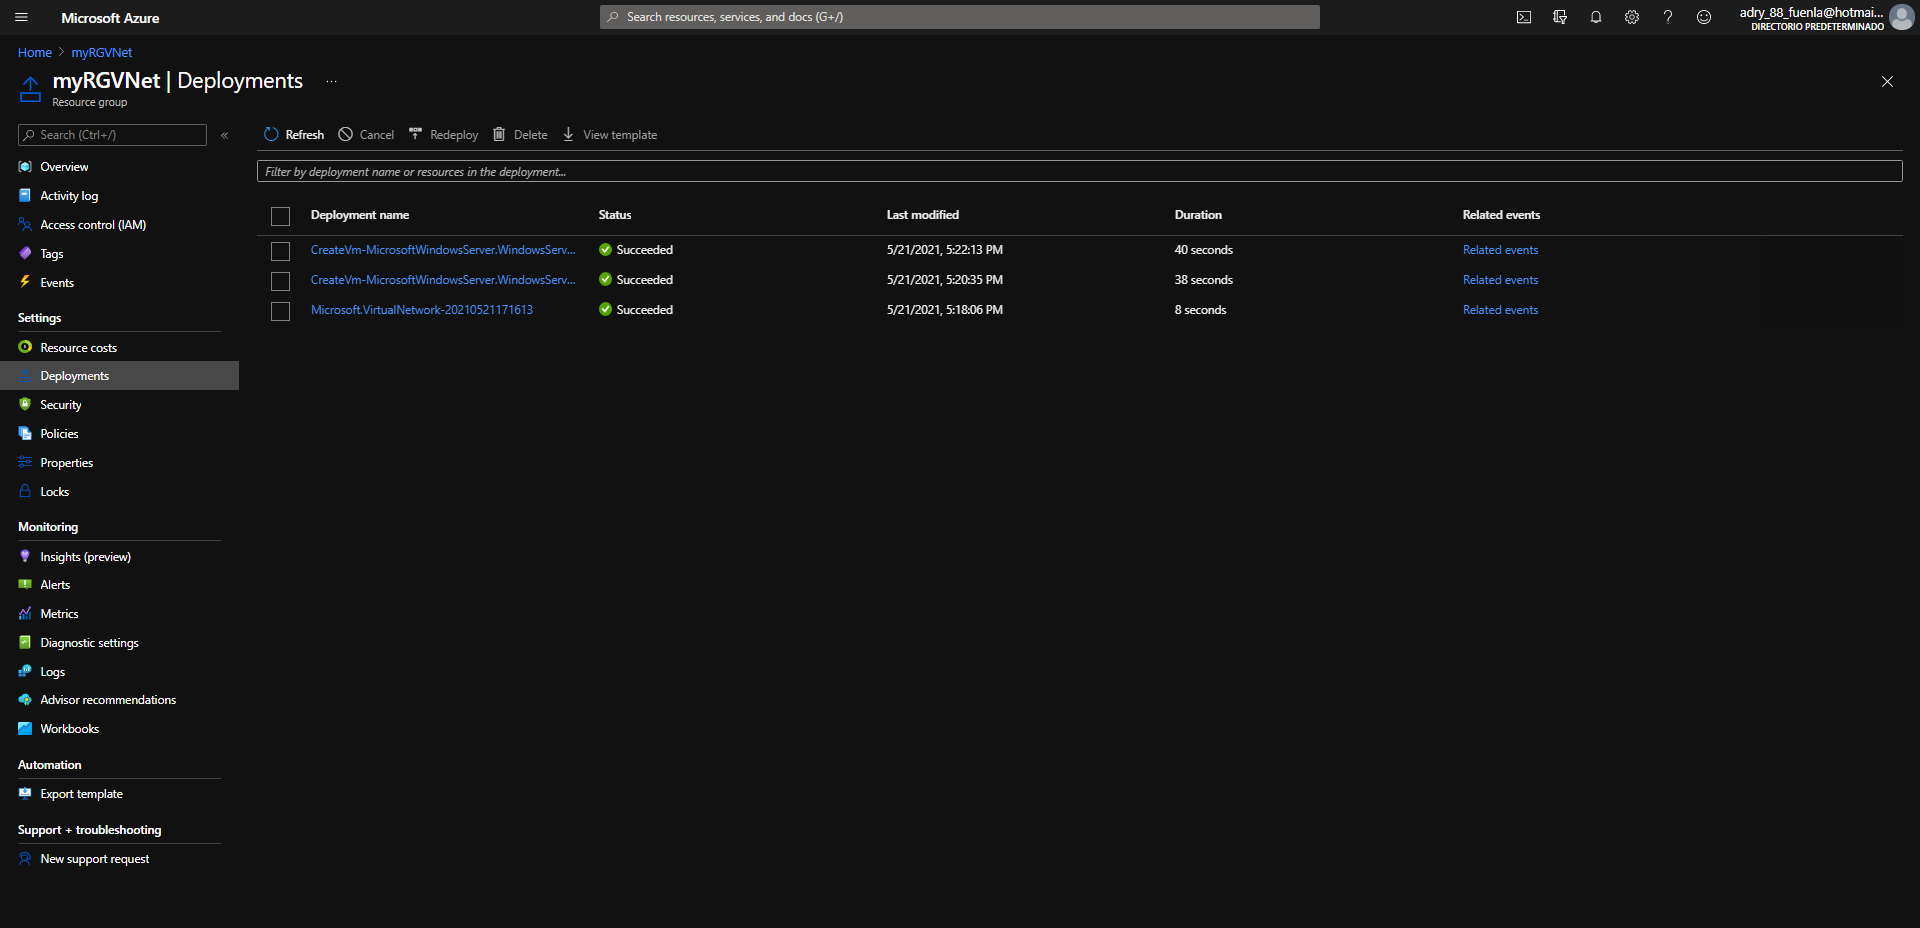 Microsoft Azure
Search resources, services, and docs (G+/)
adry_88_fuenla@hotmai...
DIRECTORIO PREDETERMINADO
Home > myRGVNet
myRGVNet | Deployments ...
Resource group
Search (Ctrl+/) «
Refresh Cancel Redeploy Delete View template
Filter by deployment name or resources in the deployment...
Deployment name Status Last modified Duration Related events
CreateVm-MicrosoftWindowsServer.WindowsServ... Succeeded 5/21/2021, 5:22:13 PM 40 seconds Related events
CreateVm-MicrosoftWindowsServer.WindowsServ... Succeeded 5/21/2021, 5:20:35 PM 38 seconds Related events
Microsoft.VirtualNetwork-20210521171613 Succeeded 5/21/2021, 5:18:06 PM 8 seconds Related events
Overview
Activity log
Access control (IAM)
Tags
Events
Settings
Resource costs
Deployments
Security
Policies
Properties
Locks
Monitoring
Insights (preview)
Alerts
Metrics
Diagnostic settings
Logs
Advisor recommendations
Workbooks
Automation
Export template
Support + troubleshooting
New support request